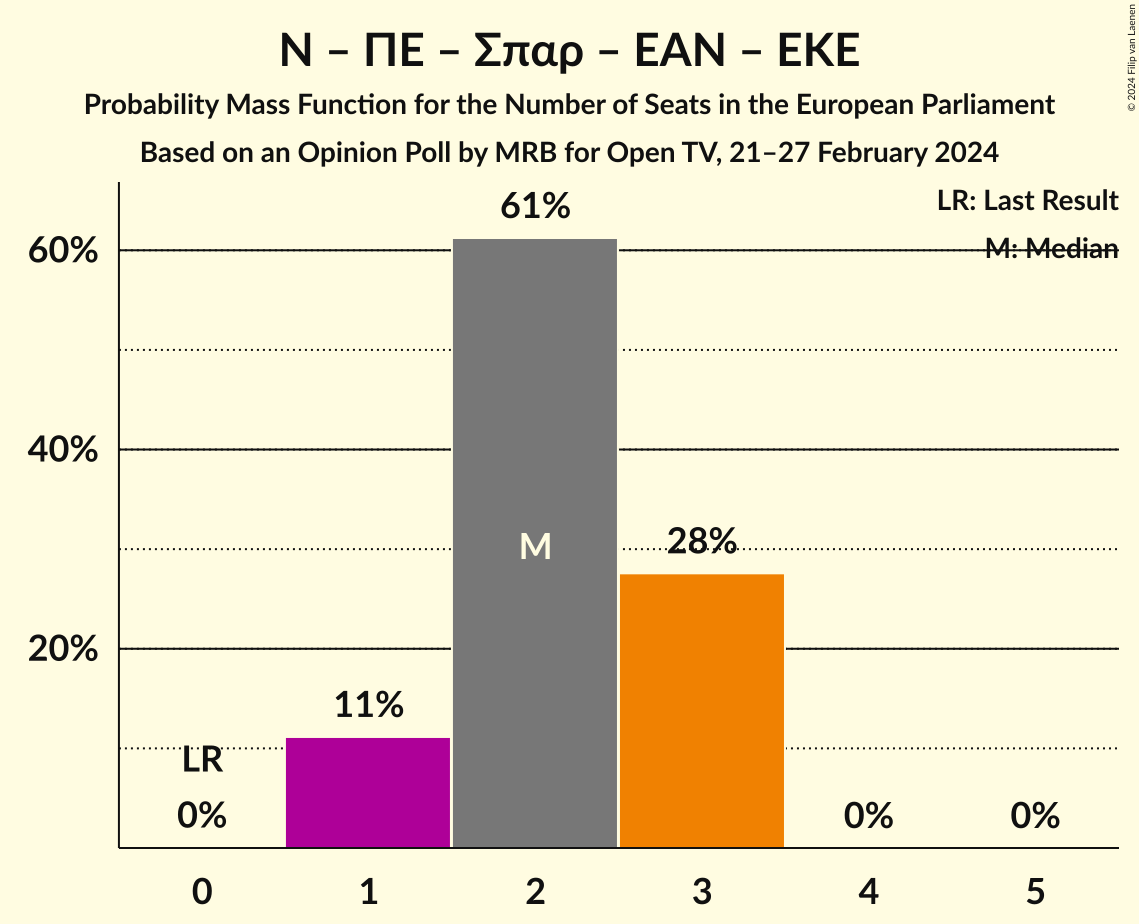 Ν – ΠΕ – Σπαρ – ΕΑΝ – ΕΚΕ
Probability Mass Function for the Number of Seats in the European Parliament
Based on an Opinion Poll by MRB for Open TV, 21–27 February 2024
© 2024 Filip van Laenen
LR: Last Result
M: Median
60%
40%
20%
LR
0%
11%
61%
M
28%
0%
0%
0 1 2 3 4 5